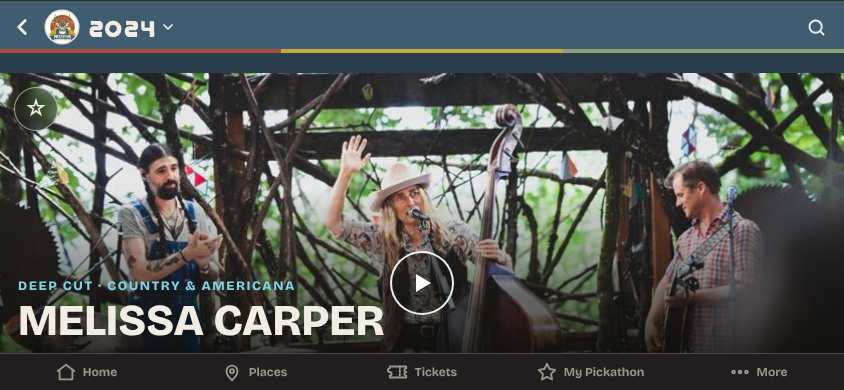 2024
DEEP CUT · COUNTRY & AMERICANA
MELISSA CARPER
Home
Places
Tickets
My Pickathon
More